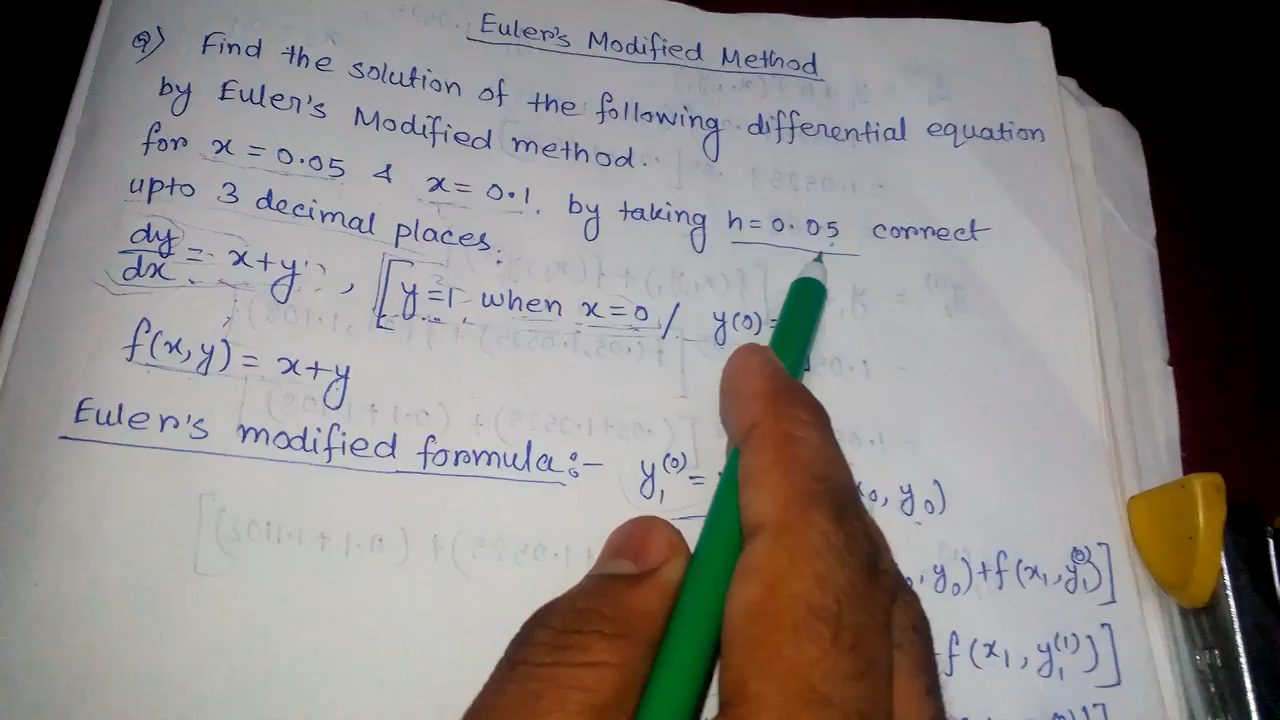 Euler's Modified Method
Q) Find the solution of the following differential equation
by Euler's Modified method.
for x = 0.05 & x = 0.1. by taking h = 0.05 correct
upto 3 decimal places.
dy/dx = x+y, [y=1, when x=0 / y(0)=
f(x,y) = x+y
Euler's modified formula:- y₁⁽⁰⁾ = x₀, y₀)
, y₀)+f(x₁, y₁⁽⁰⁾)]
f(x₁, y₁⁽¹⁾)]